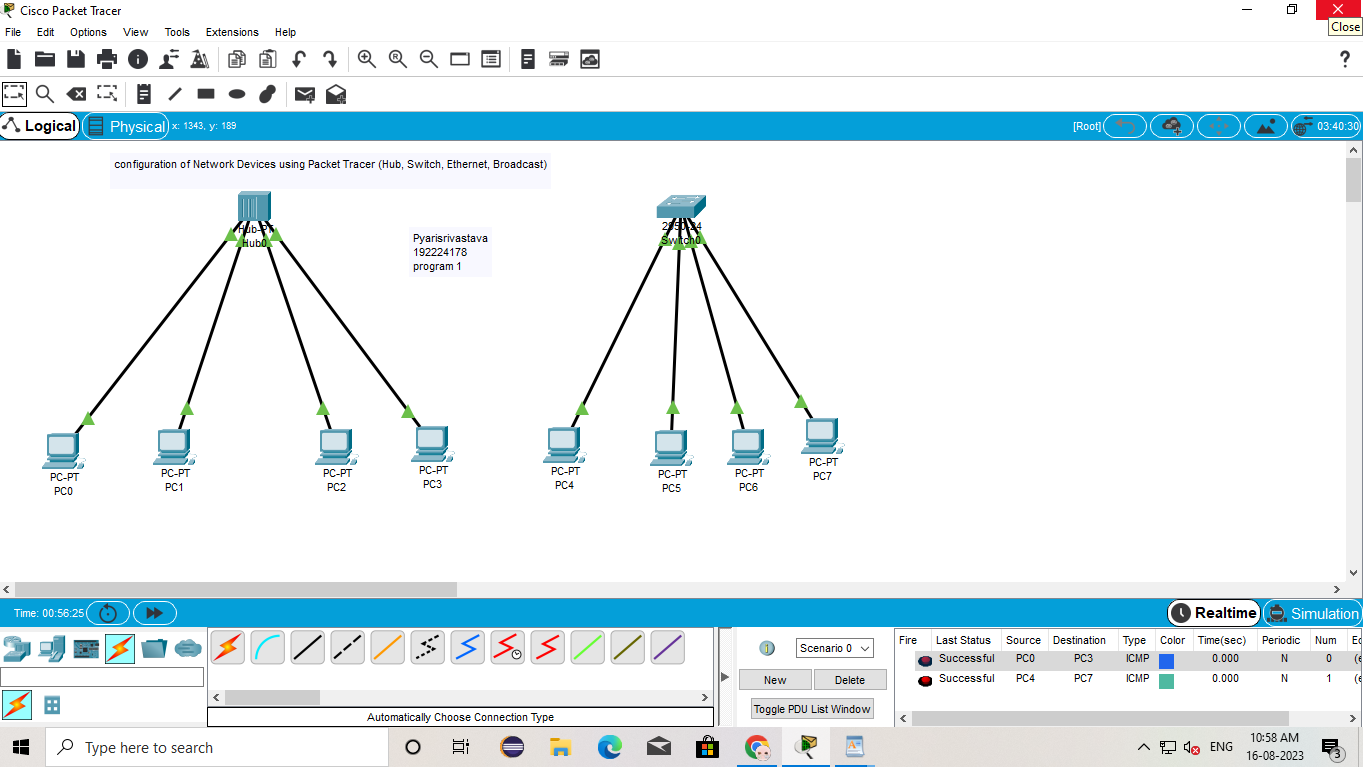 Cisco Packet Tracer
Close
File Edit Options View Tools Extensions Help
Logical
Physical
x: 1343, y: 189
[Root]
03:40:30
configuration of Network Devices using Packet Tracer (Hub, Switch, Ethernet, Broadcast)
Hub-PT
Hub0
Pyarisrivastava
192224178
program 1
2950-24
Switch0
PC-PT
PC0
PC-PT
PC1
PC-PT
PC2
PC-PT
PC3
PC-PT
PC4
PC-PT
PC5
PC-PT
PC6
PC-PT
PC7
Time: 00:56:25
Realtime
Simulation
Scenario 0
New
Delete
Toggle PDU List Window
Automatically Choose Connection Type
Fire Last Status Source Destination Type Color Time(sec) Periodic Num
Successful PC0 PC3 ICMP 0.000 N 0
Successful PC4 PC7 ICMP 0.000 N 1
Type here to search
ENG
10:58 AM
16-08-2023
3